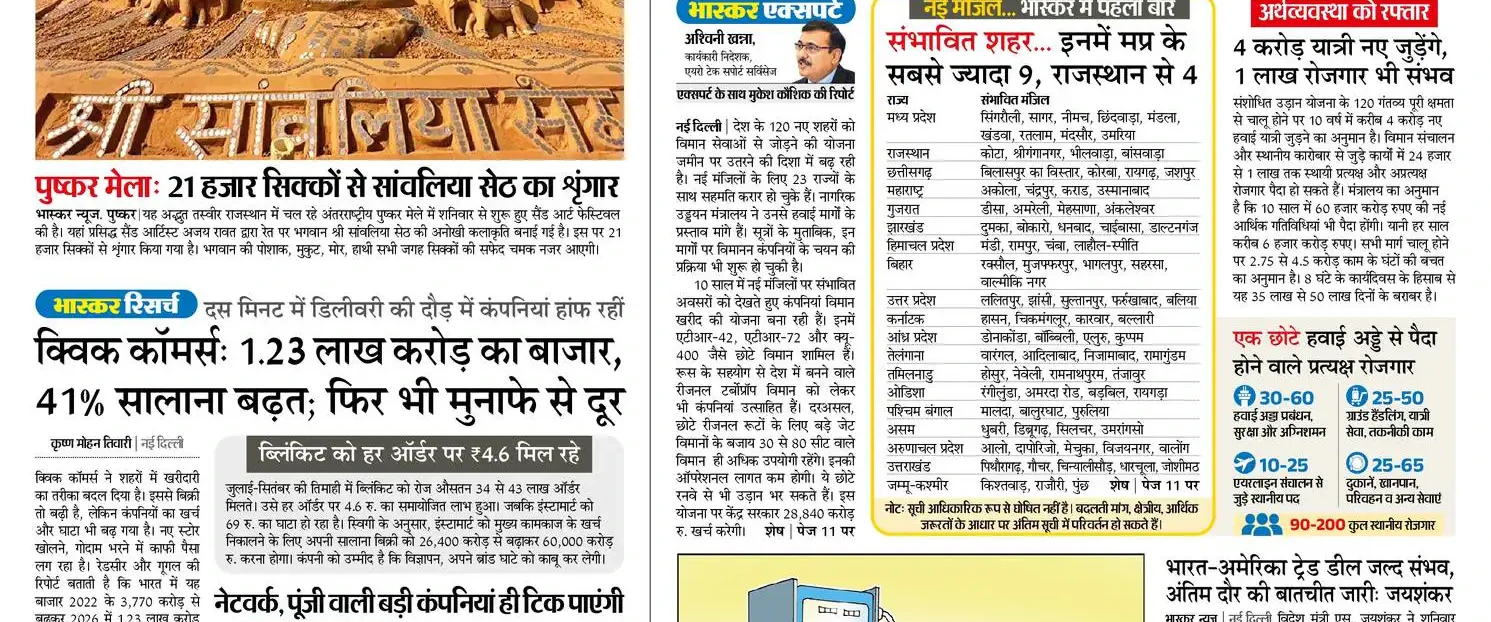 श्री सांवलिया सेठ
पुष्कर मेला: 21 हजार सिक्कों से सांवलिया सेठ का श्रृंगार
भास्कर न्यूज. पुष्कर | यह अद्भुत तस्वीर राजस्थान में चल रहे अंतरराष्ट्रीय पुष्कर मेले में शनिवार से शुरू हुए सैंड आर्ट फेस्टिवल
की है। यहां प्रसिद्ध सैंड आर्टिस्ट अजय रावत द्वारा रेत पर भगवान श्री सांवलिया सेठ की अनोखी कलाकृति बनाई गई है। इस पर 21
हजार सिक्कों से श्रृंगार किया गया है। भगवान की पोशाक, मुकुट, मोर, हाथी सभी जगह सिक्कों की सफेद चमक नजर आएगी।
भास्कर रिसर्च दस मिनट में डिलीवरी की दौड़ में कंपनियां हांफ रहीं
क्विक कॉमर्स: 1.23 लाख करोड़ का बाजार,
41% सालाना बढ़त; फिर भी मुनाफे से दूर
कृष्ण मोहन तिवारी | नई दिल्ली
क्विक कॉमर्स ने शहरों में खरीदारी
का तरीका बदल दिया है। इससे बिक्री
तो बढ़ी है, लेकिन कंपनियों का खर्च
और घाटा भी बढ़ गया है। नए स्टोर
खोलने, गोदाम भरने में काफी पैसा
लग रहा है। रेडसीर और गूगल की
रिपोर्ट बताती है कि भारत में यह
बाजार 2022 के 3,770 करोड़ से
बढ़कर 2026 में 1.23 लाख करोड़
ब्लिंकिट को हर ऑर्डर पर ₹4.6 मिल रहे
जुलाई-सितंबर की तिमाही में ब्लिंकिट को रोज औसतन 34 से 43 लाख ऑर्डर
मिलते। उसे हर ऑर्डर पर 4.6 रु. का समायोजित लाभ हुआ। जबकि इंस्टामार्ट को
69 रु. का घाटा हो रहा है। स्विगी के अनुसार, इंस्टामार्ट को मुख्य कामकाज के खर्च
निकालने के लिए अपनी सालाना बिक्री को 26,400 करोड़ से बढ़ाकर 60,000 करोड़
रु. करना होगा। कंपनी को उम्मीद है कि विज्ञापन, अपने ब्रांड घाटे को काबू कर लेगी।
नेटवर्क, पूंजी वाली बड़ी कंपनियां ही टिक पाएंगी
भास्कर एक्सपर्ट
अश्विनी खन्ना,
कार्यकारी निदेशक,
एयरो टेक सपोर्ट सर्विसेज
एक्सपर्ट के साथ मुकेश कौशिक की रिपोर्ट
नई दिल्ली | देश के 120 नए शहरों को
विमान सेवाओं से जोड़ने की योजना
जमीन पर उतरने की दिशा में बढ़ रही
है। नई मंजिलों के लिए 23 राज्यों के
साथ सहमति करार हो चुके हैं। नागरिक
उड्डयन मंत्रालय ने उनसे हवाई मार्गों के
प्रस्ताव मांगे हैं। सूत्रों के मुताबिक, इन
मार्गों पर विमानन कंपनियों के चयन की
प्रक्रिया भी शुरू हो चुकी है।
10 साल में नई मंजिलों पर संभावित
अवसरों को देखते हुए कंपनियां विमान
खरीद की योजना बना रही हैं। इनमें
एटीआर-42, एटीआर-72 और क्यू-
400 जैसे छोटे विमान शामिल हैं।
रूस के सहयोग से देश में बनने वाले
रीजनल टर्बोप्रॉप विमान को लेकर
भी कंपनियां उत्साहित हैं। दरअसल,
छोटे रीजनल रूटों के लिए बड़े जेट
विमानों के बजाय 30 से 80 सीट वाले
विमान ही अधिक उपयोगी रहेंगे। इनकी
ऑपरेशनल लागत कम होगी। ये छोटे
रनवे से भी उड़ान भर सकते हैं। इस
योजना पर केंद्र सरकार 28,840 करोड़
रु. खर्च करेगी। शेष | पेज 11 पर
नई मंजिल... भास्कर में पहली बार
संभावित शहर... इनमें मप्र के
सबसे ज्यादा 9, राजस्थान से 4
राज्य संभावित मंजिल
मध्य प्रदेश सिंगरौली, सागर, नीमच, छिंदवाड़ा, मंडला,
खंडवा, रतलाम, मंदसौर, उमरिया
राजस्थान कोटा, श्रीगंगानगर, भीलवाड़ा, बांसवाड़ा
छत्तीसगढ़ बिलासपुर का विस्तार, कोरबा, रायगढ़, जशपुर
महाराष्ट्र अकोला, चंद्रपुर, कराड, उस्मानाबाद
गुजरात डीसा, अमरेली, मेहसाणा, अंकलेश्वर
झारखंड दुमका, बोकारो, धनबाद, चाईबासा, डाल्टनगंज
हिमाचल प्रदेश मंडी, रामपुर, चंबा, लाहौल-स्पीति
बिहार रक्सौल, मुजफ्फरपुर, भागलपुर, सहरसा,
वाल्मीकि नगर
उत्तर प्रदेश ललितपुर, झांसी, सुल्तानपुर, फर्रुखाबाद, बलिया
कर्नाटक हासन, चिकमंगलूर, कारवार, बल्लारी
आंध्र प्रदेश डोनाकोंडा, बॉब्बिली, एलुरु, कुप्पम
तेलंगाना वारंगल, आदिलाबाद, निजामाबाद, रामागुंडम
तमिलनाडु होसुर, नेवेली, रामनाथपुरम, तंजावुर
ओडिशा रंगीलुंडा, अमरदा रोड, बड़बिल, रायगड़ा
पश्चिम बंगाल मालदा, बालुरघाट, पुरुलिया
असम धुबरी, डिब्रूगढ़, सिलचर, उमरांगसो
अरुणाचल प्रदेश आलो, दापोरिजो, मेचुका, विजयनगर, वालोंग
उत्तराखंड पिथौरागढ़, गौचर, चिन्यालीसौड़, धारचूला, जोशीमठ
जम्मू-कश्मीर किश्तवाड़, राजौरी, पुंछ शेष | पेज 11 पर
नोट: सूची आधिकारिक रूप से घोषित नहीं है। बदलती मांग, क्षेत्रीय, आर्थिक
जरूरतों के आधार पर अंतिम सूची में परिवर्तन हो सकते हैं।
अर्थव्यवस्था को रफ्तार
4 करोड़ यात्री नए जुड़ेंगे,
1 लाख रोजगार भी संभव
संशोधित उड़ान योजना के 120 गंतव्य पूरी क्षमता
से चालू होने पर 10 वर्ष में करीब 4 करोड़ नए
हवाई यात्री जुड़ने का अनुमान है। विमान संचालन
और स्थानीय कारोबार से जुड़े कार्यों में 24 हजार
से 1 लाख तक स्थायी प्रत्यक्ष और अप्रत्यक्ष
रोजगार पैदा हो सकते हैं। मंत्रालय का अनुमान
है कि 10 साल में 60 हजार करोड़ रुपए की नई
आर्थिक गतिविधियां भी पैदा होंगी। यानी हर साल
करीब 6 हजार करोड़ रुपए। सभी मार्ग चालू होने
पर 2.75 से 4.5 करोड़ काम के घंटों की बचत
का अनुमान है। 8 घंटे के कार्यदिवस के हिसाब से
यह 35 लाख से 50 लाख दिनों के बराबर है।
एक छोटे हवाई अड्डे से पैदा
होने वाले प्रत्यक्ष रोजगार
30-60
हवाई अड्डा प्रबंधन,
सुरक्षा और अग्निशमन
25-50
ग्राउंड हैंडलिंग, यात्री
सेवा, तकनीकी काम
10-25
एयरलाइन संचालन से
जुड़े स्थानीय पद
25-65
दुकानें, खानपान,
परिवहन व अन्य सेवाएं
90-200 कुल स्थानीय रोजगार
भारत-अमेरिका ट्रेड डील जल्द संभव,
अंतिम दौर की बातचीत जारी: जयशंकर
भास्कर न्यूज | नई दिल्ली विदेश मंत्री एस. जयशंकर ने शनिवार